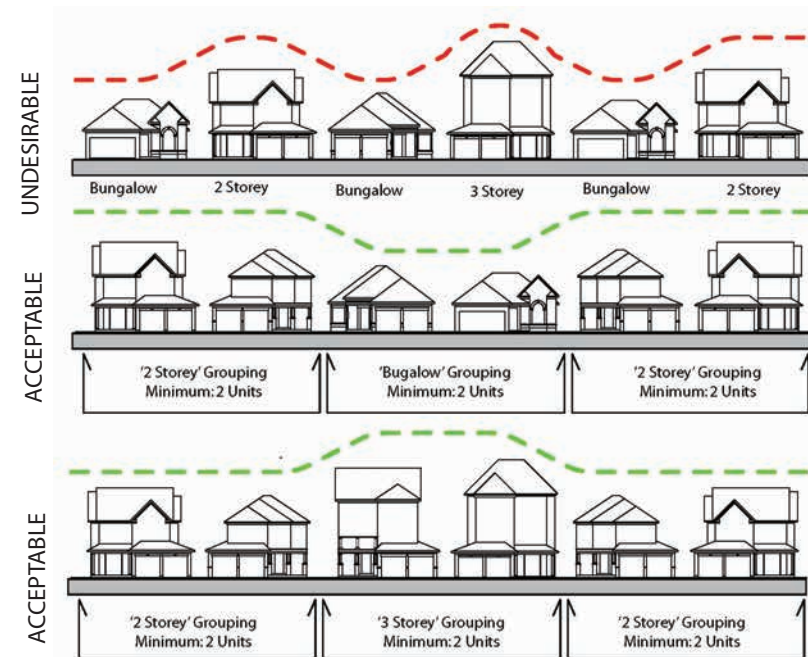 UNDESIRABLE
Bungalow 2 Storey Bungalow 3 Storey Bungalow 2 Storey
ACCEPTABLE
'2 Storey' Grouping 'Bugalow' Grouping '2 Storey' Grouping
Minimum: 2 Units Minimum: 2 Units Minimum: 2 Units
ACCEPTABLE
'2 Storey' Grouping '3 Storey' Grouping '2 Storey' Grouping
Minimum: 2 Units Minimum: 2 Units Minimum: 2 Units